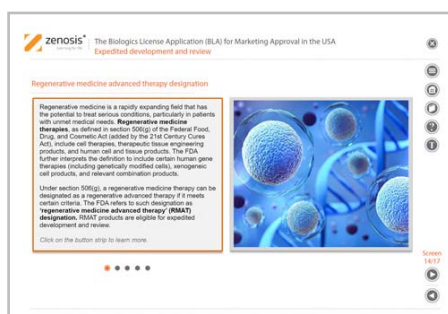 zenosis*
The Biologics License Application (BLA) for Marketing Approval in the USA
Expedited development and review
Regenerative medicine advanced therapy designation
Regenerative medicine is a rapidly expanding field that has
the potential to treat serious conditions, particularly in patients
with unmet medical needs. Regenerative medicine
therapies, as defined in section 506(g) of the Federal Food,
Drug, and Cosmetic Act (added by the 21st Century Cures
Act), include cell therapies, therapeutic tissue engineering
products, and human cell and tissue products. The FDA
further interprets the definition to include certain human gene
therapies (including genetically modified cells), xenogeneic
cell products, and relevant combination products.
Under section 506(g), a regenerative medicine therapy can be
designated as a regenerative advanced therapy if it meets
certain criteria. The FDA refers to such designation as
'regenerative medicine advanced therapy' (RMAT)
designation. RMAT products are eligible for expedited
development and review.
Click on the button strip to learn more.
Screen
14/17